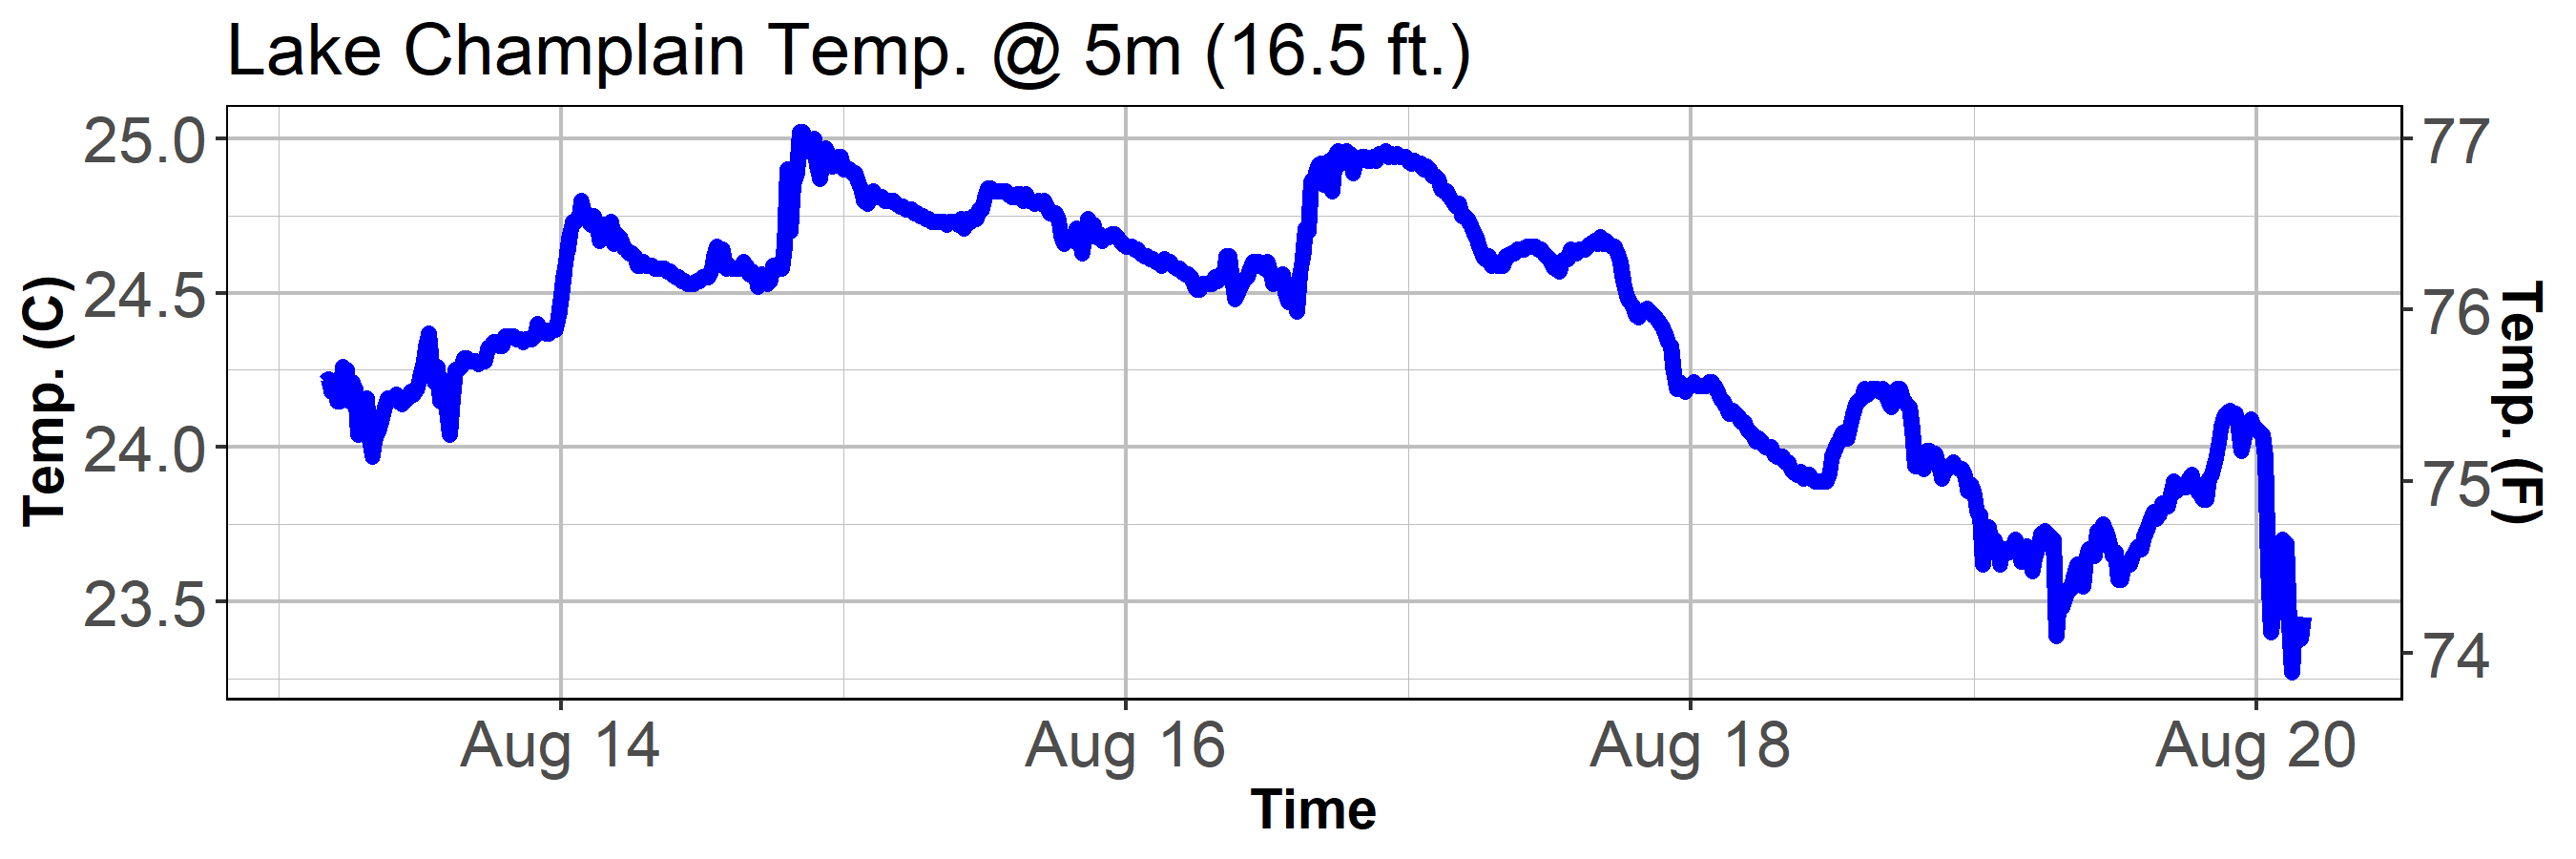 Lake Champlain Temp. @ 5m (16.5 ft.)
25.0
24.5
24.0
23.5
Temp. (C)
77
76
75
74
Temp. (F)
Aug 14 Aug 16 Aug 18 Aug 20
Time